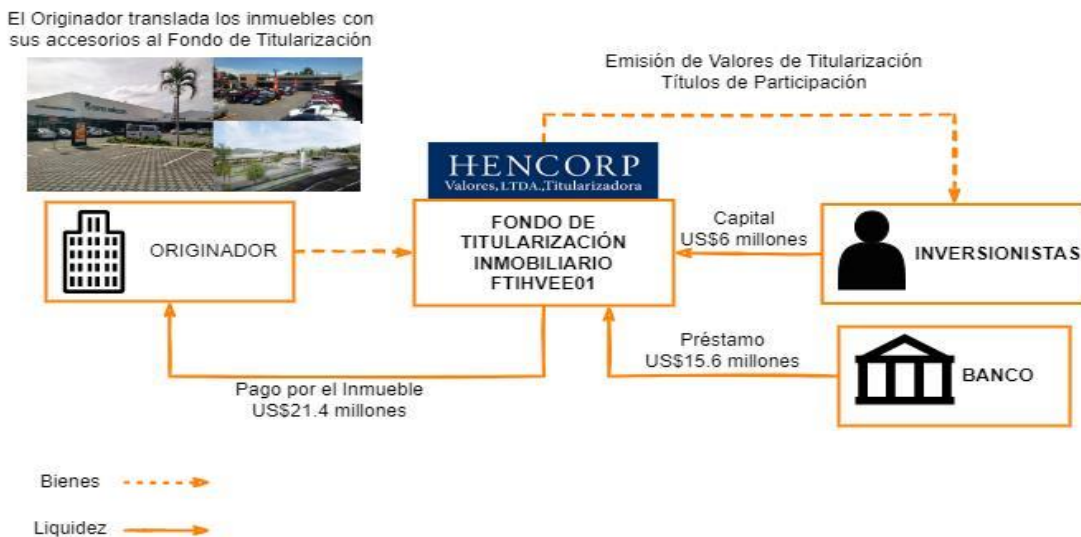 El Originador translada los inmuebles con
sus accesorios al Fondo de Titularización
Emisión de Valores de Titularización
Títulos de Participación
HENCORP
Valores, LTDA., Titularizadora
ORIGINADOR
FONDO DE
TITULARIZACIÓN
INMOBILIARIO
FTIHVEE01
Capital
US$6 millones
INVERSIONISTAS
Préstamo
US$15.6 millones
BANCO
Pago por el Inmueble
US$21.4 millones
Bienes
Liquidez